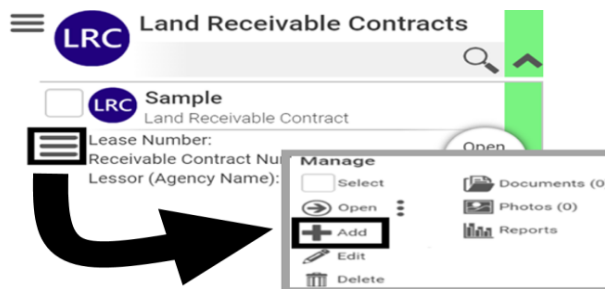 LRC Land Receivable Contracts
LRC Sample
Land Receivable Contract
Lease Number:
Open
Receivable Contract
Lessor (Agency Name):
Manage
Select
Documents (0
Open
Photos (0)
Add
Reports
Edit
Delete